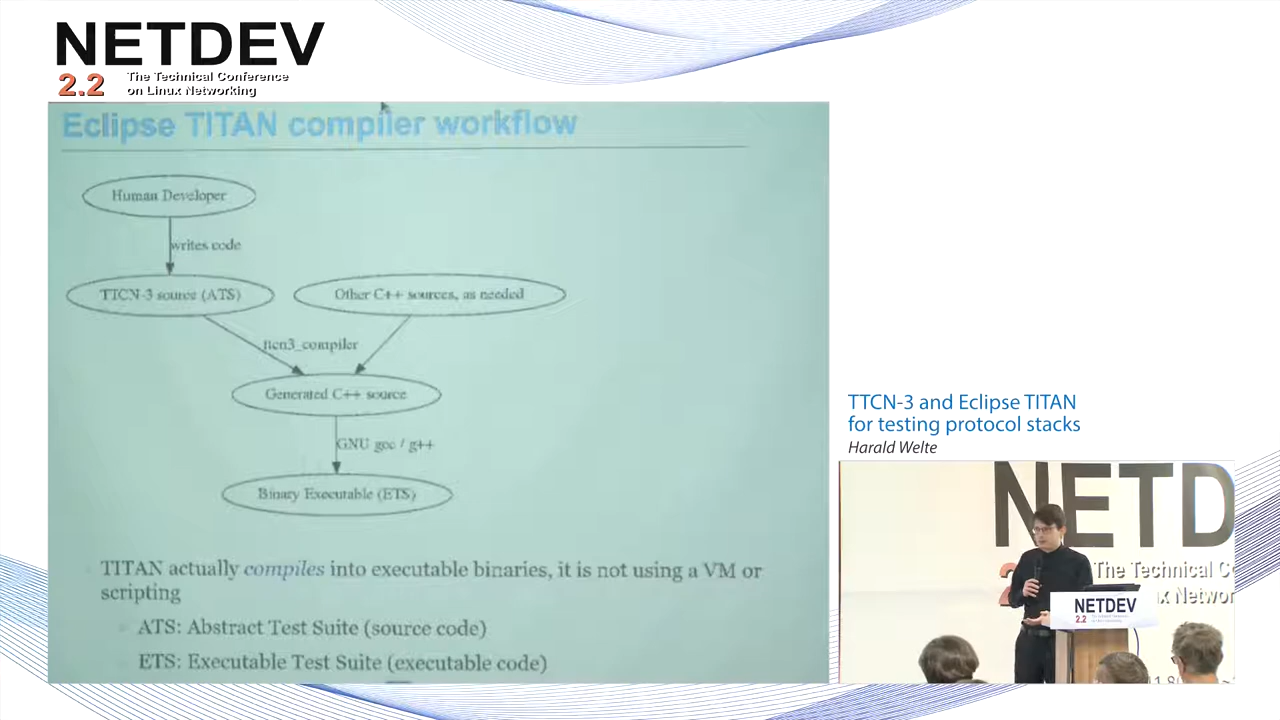 NETDEV
2.2
The Technical Conference
on Linux Networking
Eclipse TITAN compiler workflow
Human Developer
writes code
TTCN-3 source (ATS)
Other C++ sources, as needed
ttcn3_compiler
Generated C++ source
GNU gcc / g++
Binary Executable (ETS)
TITAN actually compiles into executable binaries, it is not using a VM or
scripting
ATS: Abstract Test Suite (source code)
ETS: Executable Test Suite (executable code)
TTCN-3 and Eclipse TITAN
for testing protocol stacks
Harald Welte
NETD
The Technical C
x Networ
NETDEV
2.2